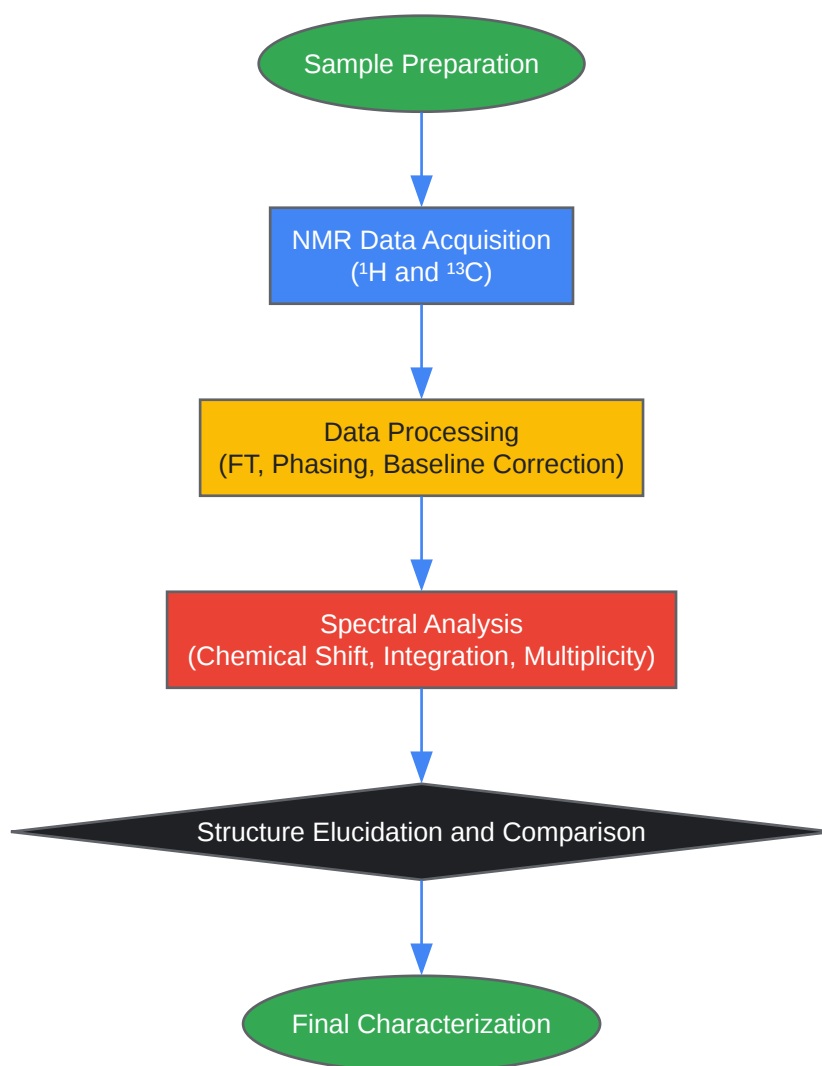 Sample Preparation
NMR Data Acquisition
(¹H and ¹³C)
Data Processing
(FT, Phasing, Baseline Correction)
Spectral Analysis
(Chemical Shift, Integration, Multiplicity)
Structure Elucidation and Comparison
Final Characterization